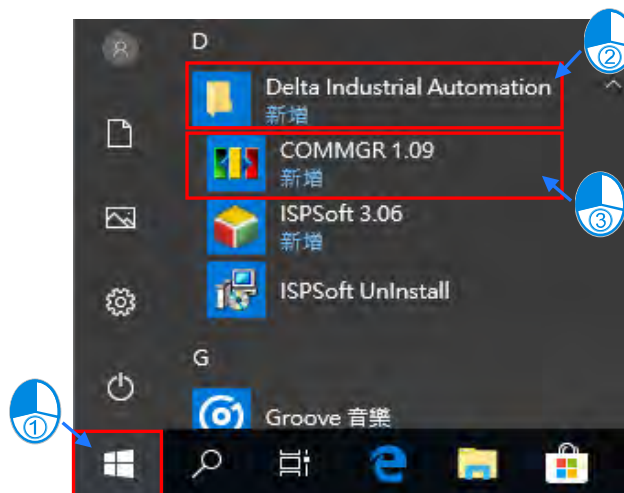 D
②
Delta Industrial Automation
新增
COMMGR 1.09
新增
③
ISPSoft 3.06
新增
ISPSoft UnInstall
G
①
Groove 音樂